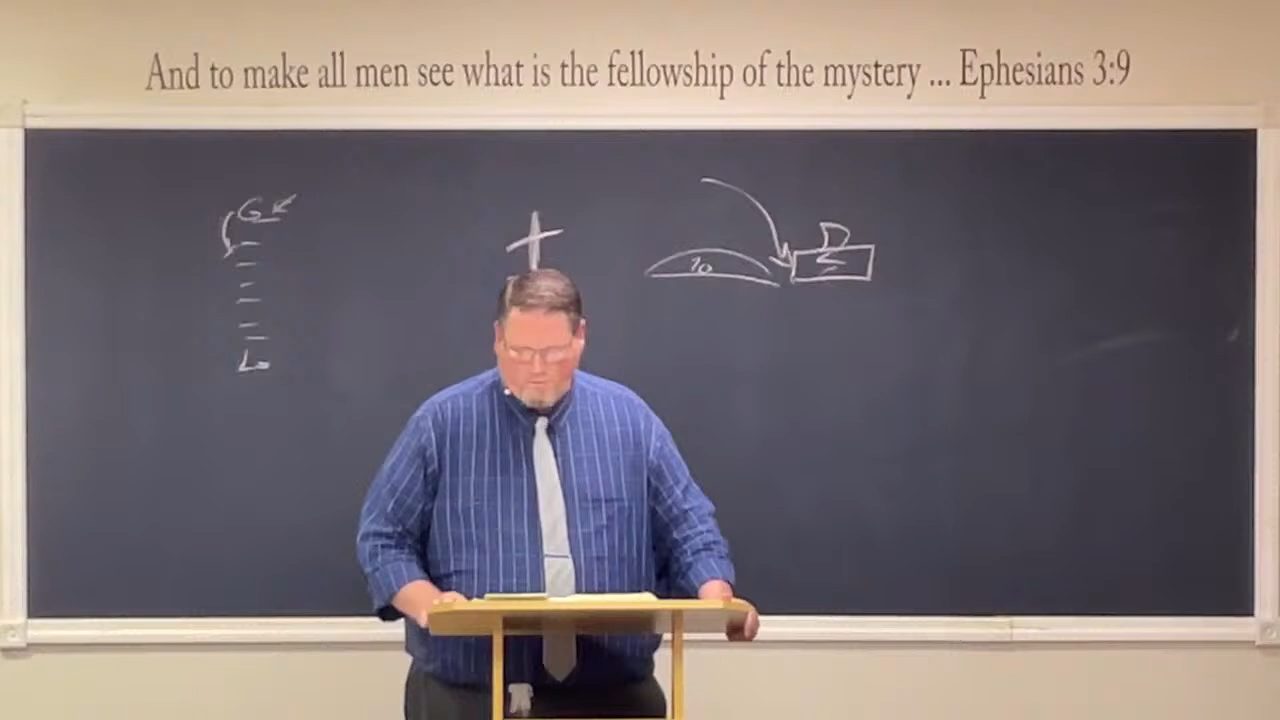 And to make all men see what is the fellowship of the mystery ... Ephesians 3:9
G
L
D